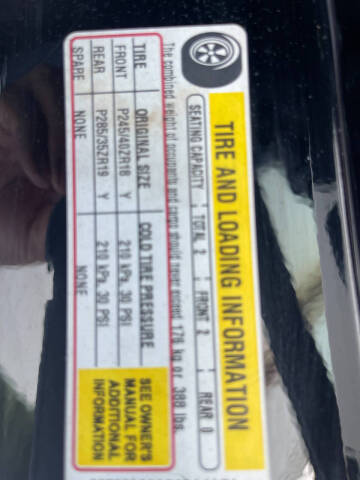 TIRE AND LOADING INFORMATION
SEATING CAPACITY : TOTAL 2 : FRONT 2 : REAR 0
The combined weight of occupants and cargo should never exceed 176 kg or 388 lbs.
TIRE ORIGINAL SIZE COLD TIRE PRESSURE
FRONT P245/40ZR18 Y 210 kPa, 30 PSI
REAR P285/35ZR19 Y 210 kPa, 30 PSI
SPARE NONE NONE
SEE OWNER'S
MANUAL FOR
ADDITIONAL
INFORMATION